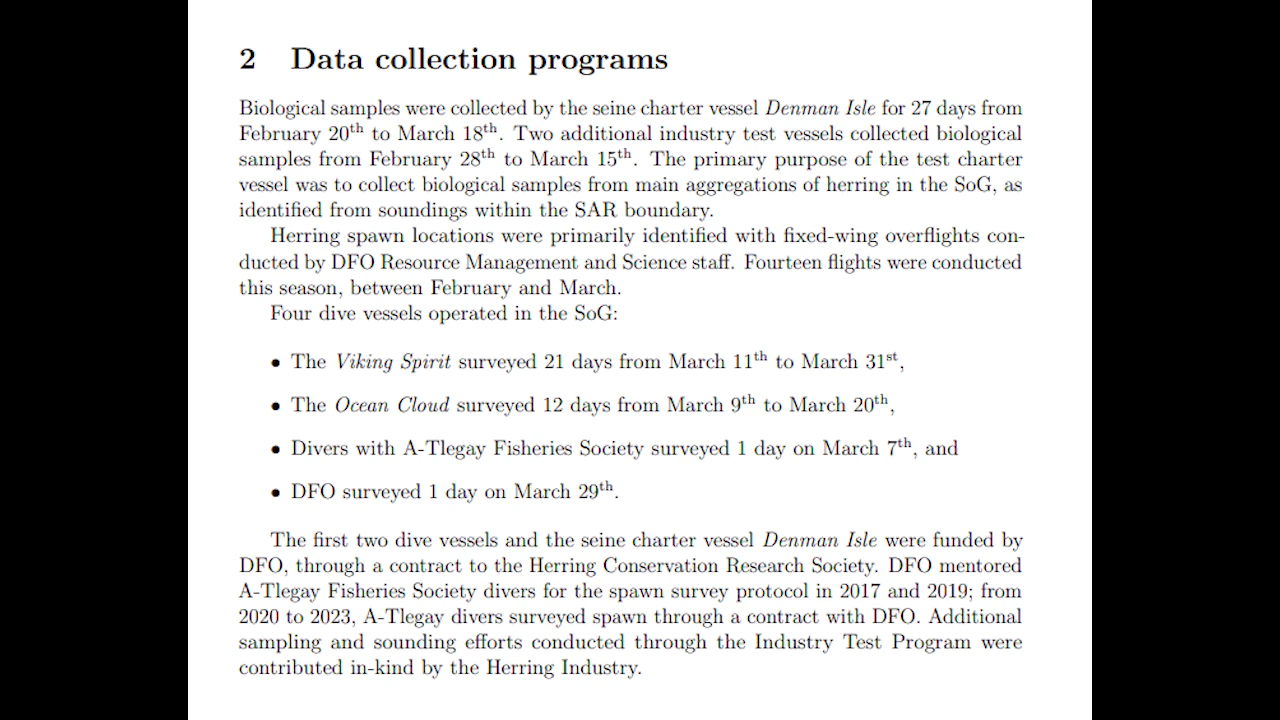 2 Data collection programs
Biological samples were collected by the seine charter vessel Denman Isle for 27 days from
February 20th to March 18th. Two additional industry test vessels collected biological
samples from February 28th to March 15th. The primary purpose of the test charter
vessel was to collect biological samples from main aggregations of herring in the SoG, as
identified from soundings within the SAR boundary.
Herring spawn locations were primarily identified with fixed-wing overflights con-
ducted by DFO Resource Management and Science staff. Fourteen flights were conducted
this season, between February and March.
Four dive vessels operated in the SoG:
• The Viking Spirit surveyed 21 days from March 11th to March 31st,
• The Ocean Cloud surveyed 12 days from March 9th to March 20th,
• Divers with A-Tlegay Fisheries Society surveyed 1 day on March 7th, and
• DFO surveyed 1 day on March 29th.
The first two dive vessels and the seine charter vessel Denman Isle were funded by
DFO, through a contract to the Herring Conservation Research Society. DFO mentored
A-Tlegay Fisheries Society divers for the spawn survey protocol in 2017 and 2019; from
2020 to 2023, A-Tlegay divers surveyed spawn through a contract with DFO. Additional
sampling and sounding efforts conducted through the Industry Test Program were
contributed in-kind by the Herring Industry.